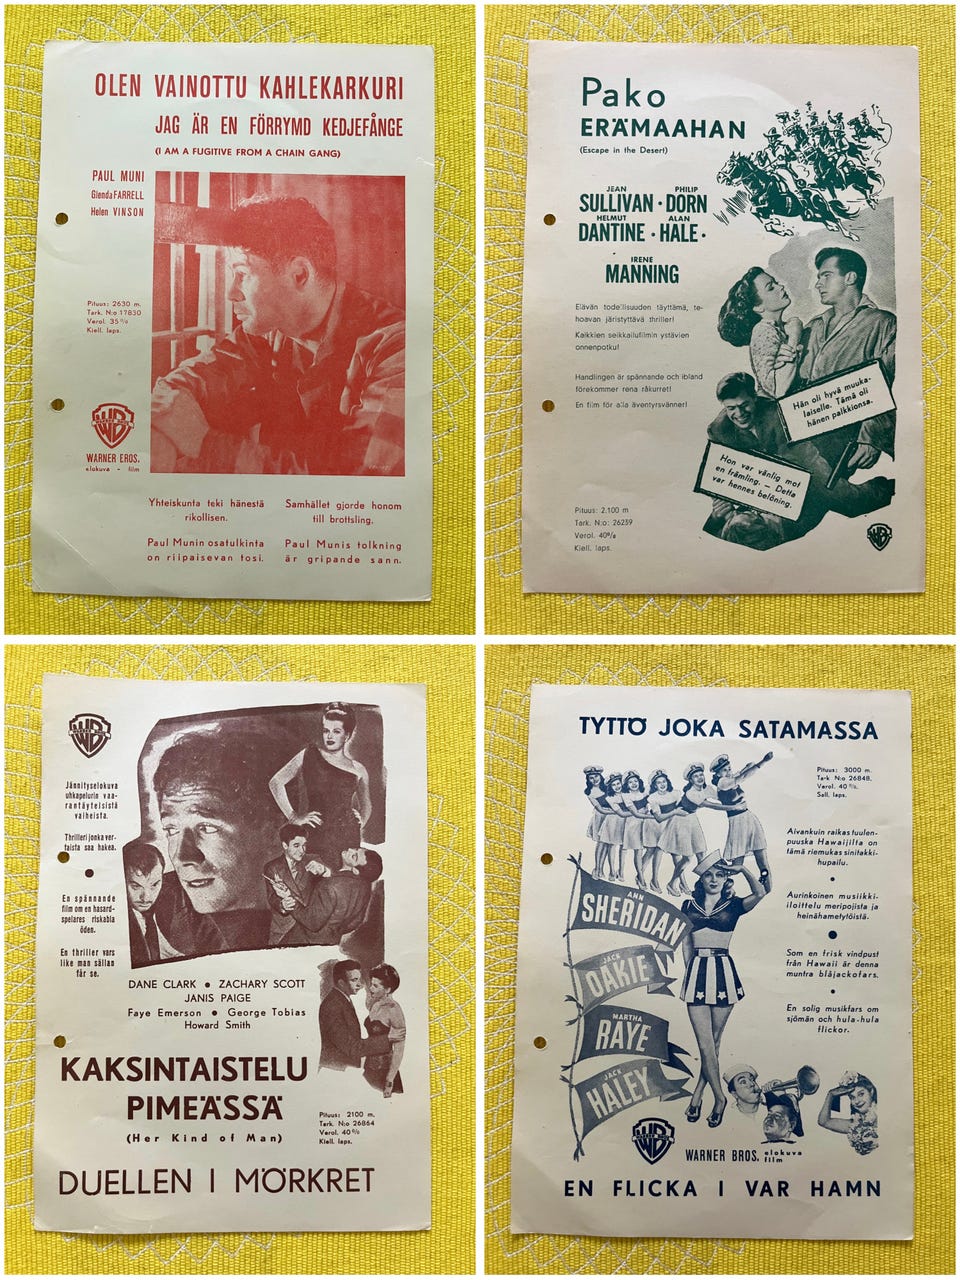 OLEN VAINOTTU KAHLEKARKURI
JAG ÄR EN FÖRRYMD KEDJEFÅNGE
(I AM A FUGITIVE FROM A CHAIN GANG)
PAUL MUNI
Glenda FARRELL
Helen VINSON
Pituus: 2630 m.
Tark. N:o 17830
Verol. 35 %
Kiell. laps.
WB
WARNER BROS.
elokuva - film
Yhteiskunta teki hänestä
rikollisen.
Paul Munin osatulkinta
on riipaisevan tosi.
Samhället gjorde honom
till brottsling.
Paul Munis tolkning
är gripande sann.
Pako
ERÄMAAHAN
(Escape in the Desert)
JEAN PHILIP
SULLIVAN · DORN
HELMUT ALAN
DANTINE · HALE ·
IRENE
MANNING
Elävän todellisuuden täyttämä, te-
hoavan järistyttävä thriller!
Kaikkien seikkailufilmin ystävien
onnenpotku!
Handlingen är spännande och ibland
förekommer rena råkurret!
En film för alla äventyrsvänner!
Hän oli hyvä muuka-
laiselle. Tämä oli
hänen palkkionsa.
Hon var vänlig mot
en främling. — Detta
var hennes belöning.
Pituus: 2.100 m
Tark. N:o: 26239
Verol. 40%
Kiell. laps.
WB
WB
Jännityselokuva
uhkapelurin vaa-
rantäyteisistä
vaiheista.
Thrilleri jonka ver-
taista saa hakea.
En spännande
film om en hasard-
spelares riskabla
öden.
En thriller vars
like man sällan
får se.
DANE CLARK • ZACHARY SCOTT
JANIS PAIGE
Faye Emerson • George Tobias
Howard Smith
KAKSINTAISTELU
PIMEÄSSÄ
(Her Kind of Man)
Pituus: 2100 m.
Tark. N:o 26864
Verol. 40 %
Kiell. laps.
DUELLEN I MÖRKRET
TYTTÖ JOKA SATAMASSA
Pituus: 3000 m.
Tark N:o 26848.
Verol. 40 %.
Sall. laps.
Aivankuin raikas tuulen-
puuska Hawaijilta on
tämä riemukas sinitakki-
hupailu.
Aurinkoinen musiikki-
iloittelu meripojista ja
heinähametytöistä.
Som en frisk vindpust
från Hawaii är denna
muntra blåjackofars.
En solig musikfars om
sjömän och hula-hula
flickor.
ANN
SHERIDAN
JACK
OAKIE
MARTHA
RAYE
JACK
HALEY
WB
WARNER BROS. elokuva
film
EN FLICKA I VAR HAMN